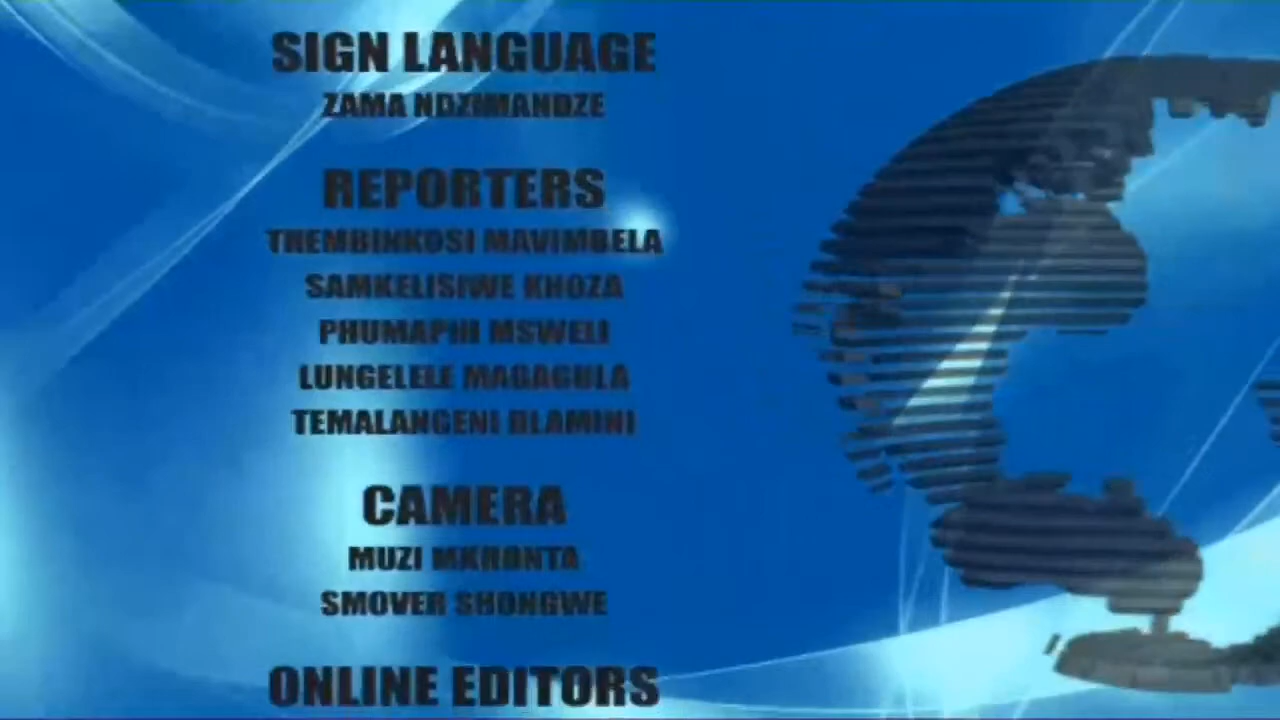 SIGN LANGUAGE
ZAMA NDZIMANDZE
REPORTERS
THEMBINKOSI MAVIMBELA
SAMKELISIWE KHOZA
PHUMAPHI MSWELI
LUNGELELE MAGAGULA
TEMALANGENI DLAMINI
CAMERA
MUZI MKHONTA
SMOVER SHONGWE
ONLINE EDITORS